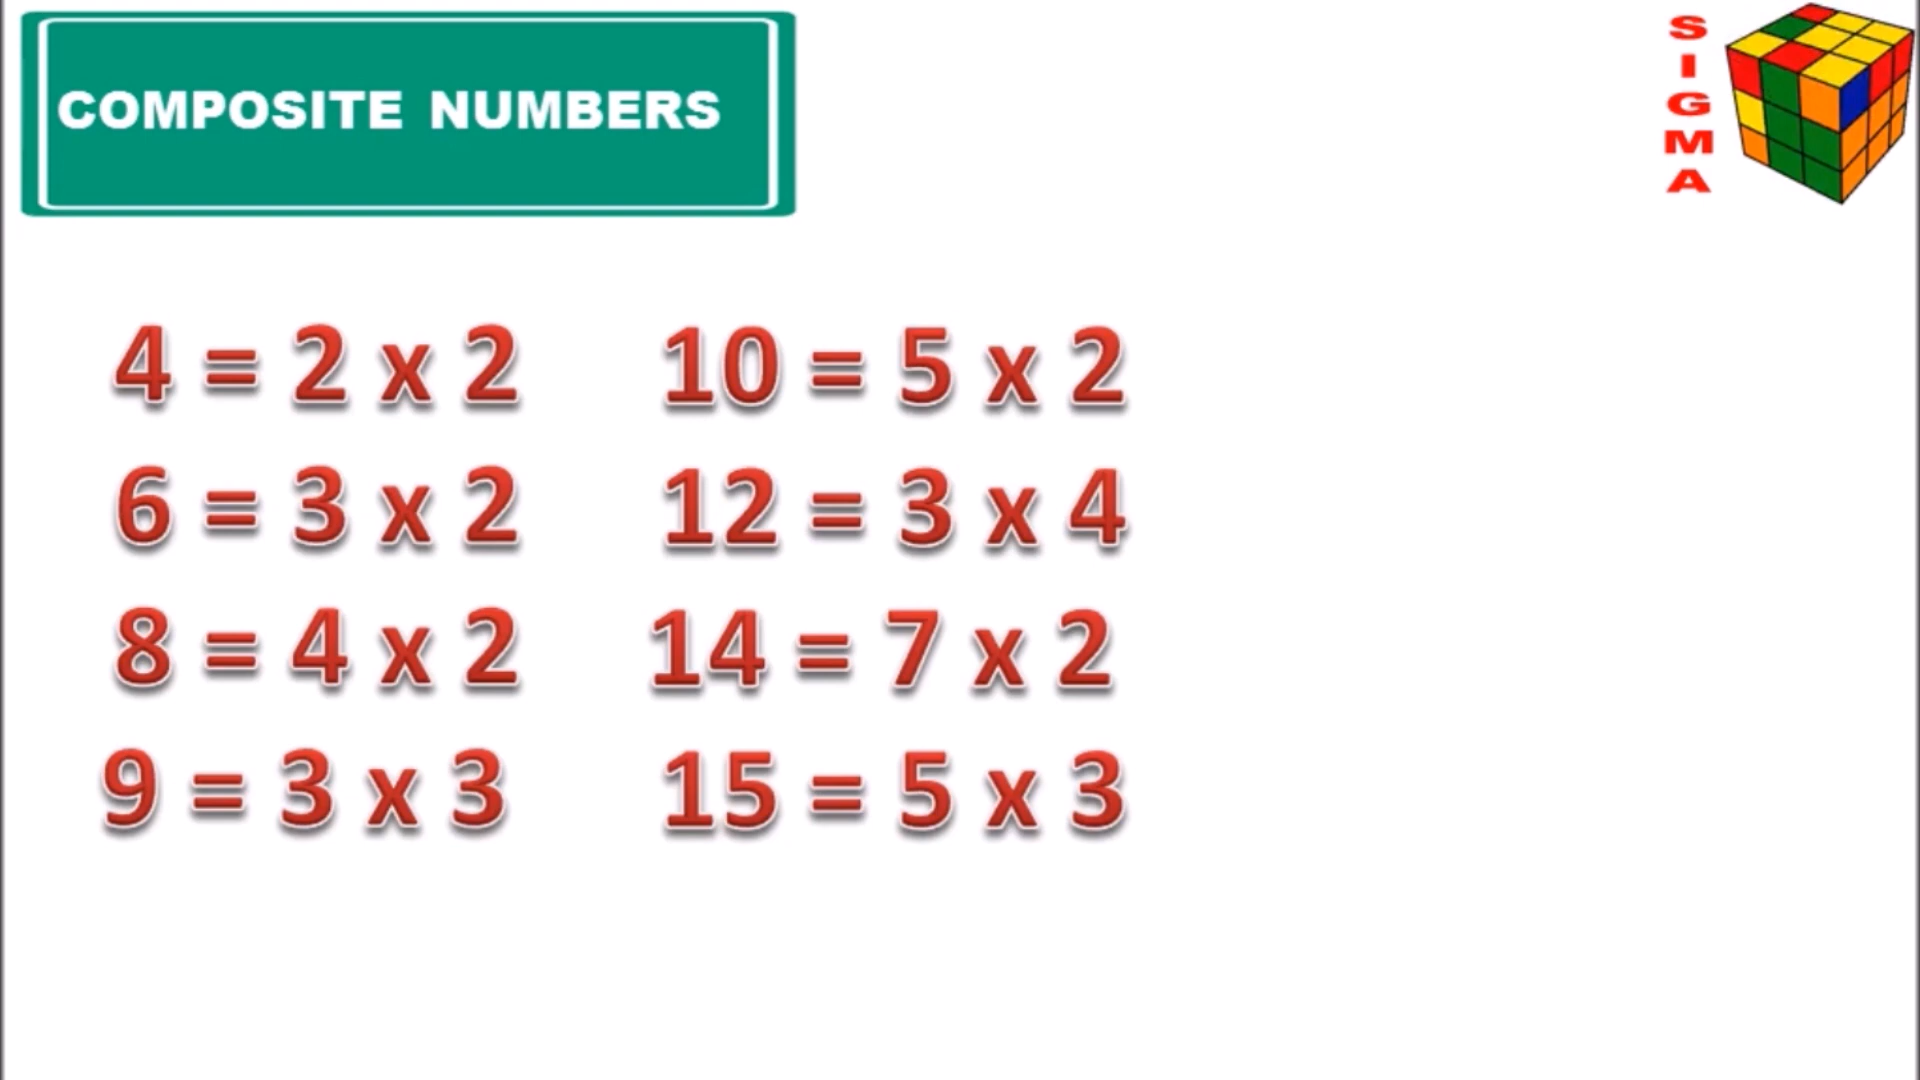 COMPOSITE NUMBERS
SIGMA
4 = 2 x 2
6 = 3 x 2
8 = 4 x 2
9 = 3 x 3
10 = 5 x 2
12 = 3 x 4
14 = 7 x 2
15 = 5 x 3